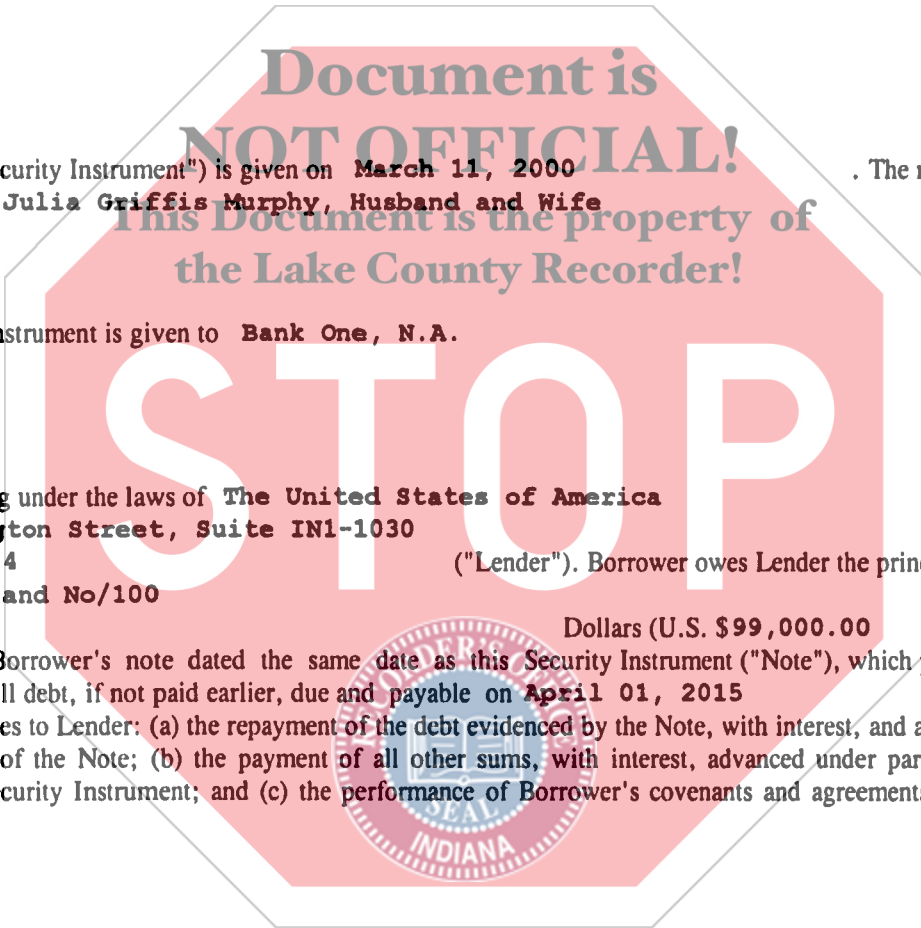 Document is
NOT OFFICIAL!
curity Instrument") is given on March 11, 2000 . The
Julia Griffis Murphy, Husband and Wife
This Document is the property of
the Lake County Recorder!
nstrument is given to Bank One, N.A.
STOP
under the laws of The United States of America
ton Street, Suite IN1-1030
4 ("Lender"). Borrower owes Lender the princ
and No/100
Dollars (U.S. $99,000.00
Borrower's note dated the same date as this Security Instrument ("Note"), which
ll debt, if not paid earlier, due and payable on April 01, 2015
es to Lender: (a) the repayment of the debt evidenced by the Note, with interest, and a
of the Note; (b) the payment of all other sums, with interest, advanced under par
curity Instrument; and (c) the performance of Borrower's covenants and agreements
RECORDER'S OFFICE
SEAL
INDIANA